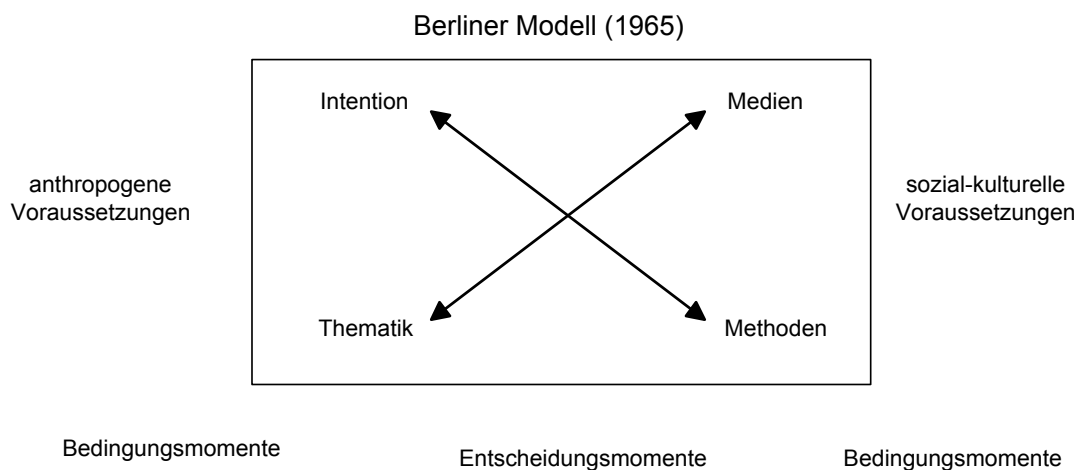 Berliner Modell (1965)
Intention
Medien
anthropogene
Voraussetzungen
sozial-kulturelle
Voraussetzungen
Thematik
Methoden
Bedingungsmomente
Entscheidungsmomente
Bedingungsmomente